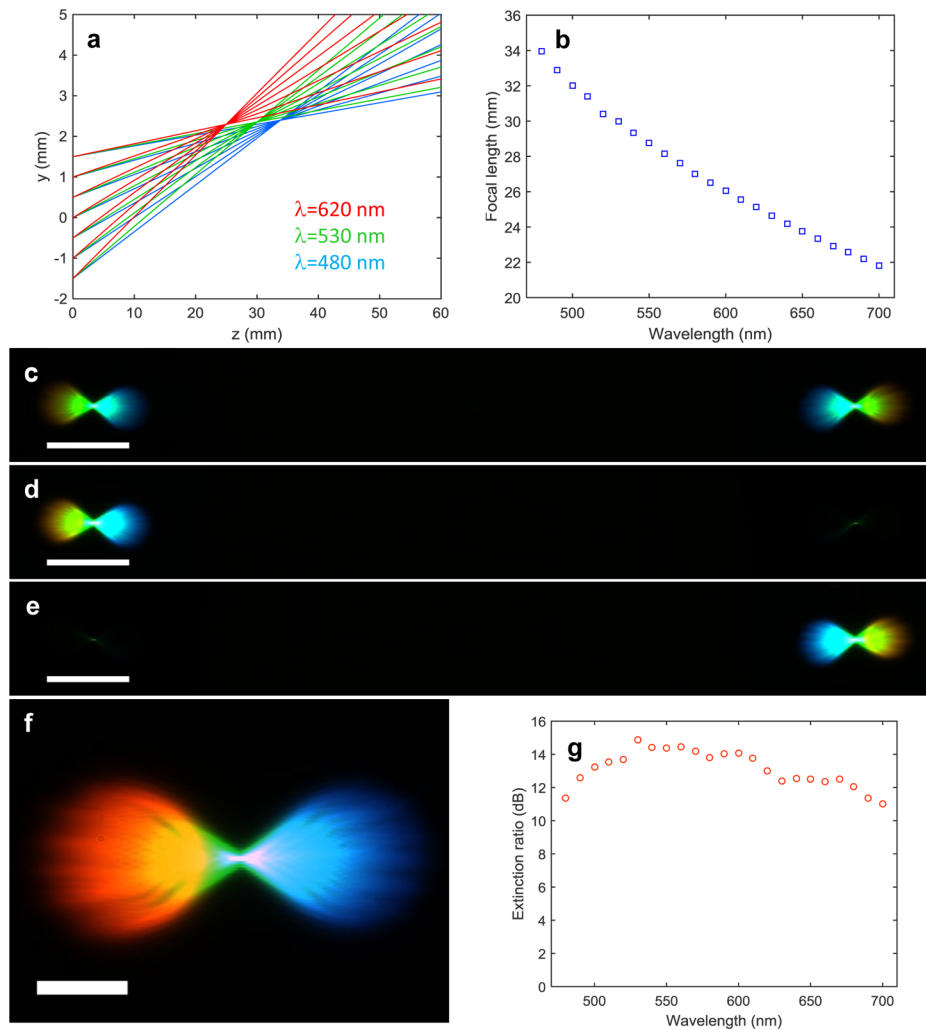 a
5
4
3
2
1
0
-1
-2
y (mm)
λ=620 nm
λ=530 nm
λ=480 nm
0
10
20
30
40
50
60
z (mm)
b
36
34
32
30
28
26
24
22
20
Focal length (mm)
500
550
600
650
700
Wavelength (nm)
c
d
e
f
g
16
14
12
10
8
6
4
2
0
Extinction ratio (dB)
500
550
600
650
700
Wavelength (nm)